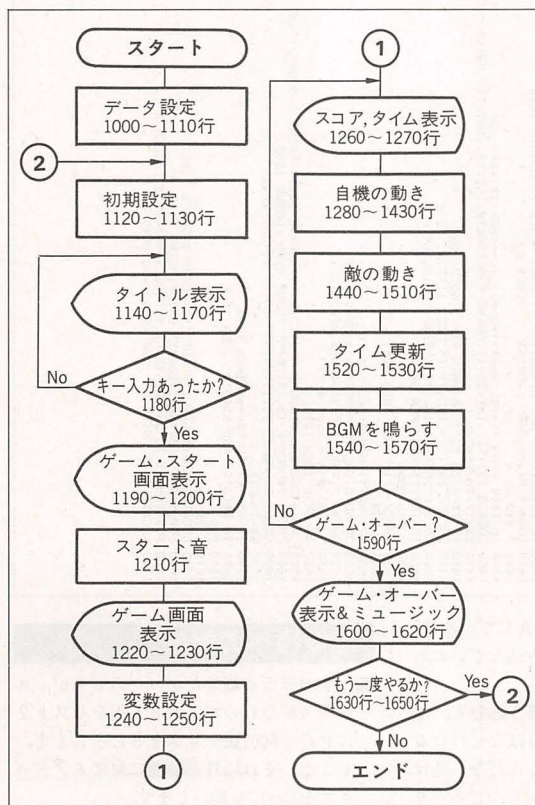 スタート
データ設定
1000～1110行
2
初期設定
1120～1130行
タイトル表示
1140～1170行
キー入力あったか?
1180行
No
Yes
ゲーム・スタート
画面表示
1190～1200行
スタート音
1210行
ゲーム画面
表示
1220～1230行
変数設定
1240～1250行
1
1
スコア,タイム表示
1260～1270行
自機の動き
1280～1430行
敵の動き
1440～1510行
タイム更新
1520～1530行
BGMを鳴らす
1540～1570行
No
ゲーム・オーバー?
1590行
Yes
ゲーム・オーバー
表示&ミュージック
1600～1620行
もう一度やるか?
1630行～1650行
Yes
2
No
エンド